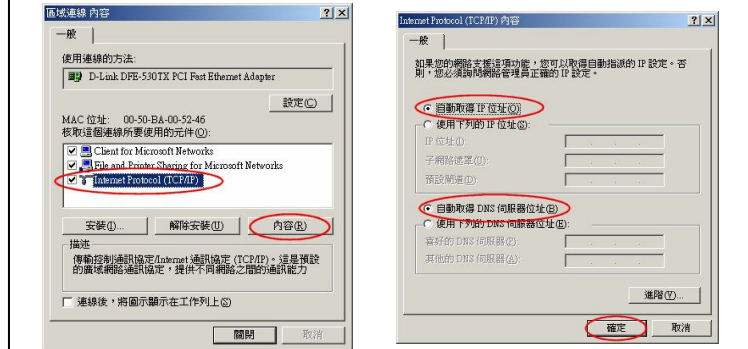 區域連線 內容
一般
使用連線的方法:
D-Link DFE-530TX PCI Fast Ethernet Adapter
設定(C)
MAC 位址: 00-50-BA-00-52-46
核取這個連線所要使用的元件(O):
Client for Microsoft Networks
File and Printer Sharing for Microsoft Networks
Internet Protocol (TCP/IP)
安裝(I)...
解除安裝(U)
內容(R)
描述
傳輸控制通訊協定/Internet 通訊協定 (TCP/IP)。這是預設
的廣域網路通訊協定，提供不同網路之間的通訊能力
連線後，將圖示顯示在工作列上(S)
關閉
取消
Internet Protocol (TCP/IP) 內容
一般
如果您的網路支援這項功能，您可以取得自動指派的 IP 設定。否
則，您必須詢問網路管理員正確的 IP 設定。
自動取得 IP 位址(O)
使用下列的 IP 位址(S):
IP 位址(I):
子網路遮罩(U):
預設閘道(D):
自動取得 DNS 伺服器位址(B)
使用下列的 DNS 伺服器位址(E):
喜好的 DNS 伺服器(P):
其他的 DNS 伺服器(A):
進階(V)...
確定
取消